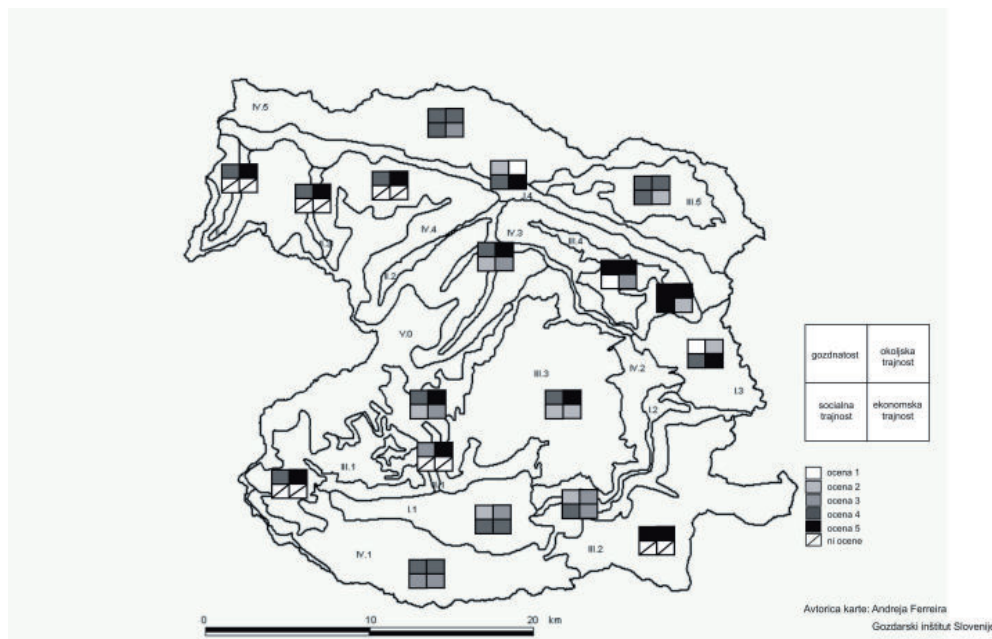 IV.5
III.5
I.4
IV.4
IV.3
III.4
II.2
V.0
IV.2
III.3
I.3
I.2
III.1
I.1
III.2
IV.1
gozdnatost
okoljska
trajnost
socialna
trajnost
ekonomska
trajnost
ocena 1
ocena 2
ocena 3
ocena 4
ocena 5
ni ocene
0 10 20 km
Avtorica karte: Andreja Ferreira
Gozdarski inštitut Slovenije